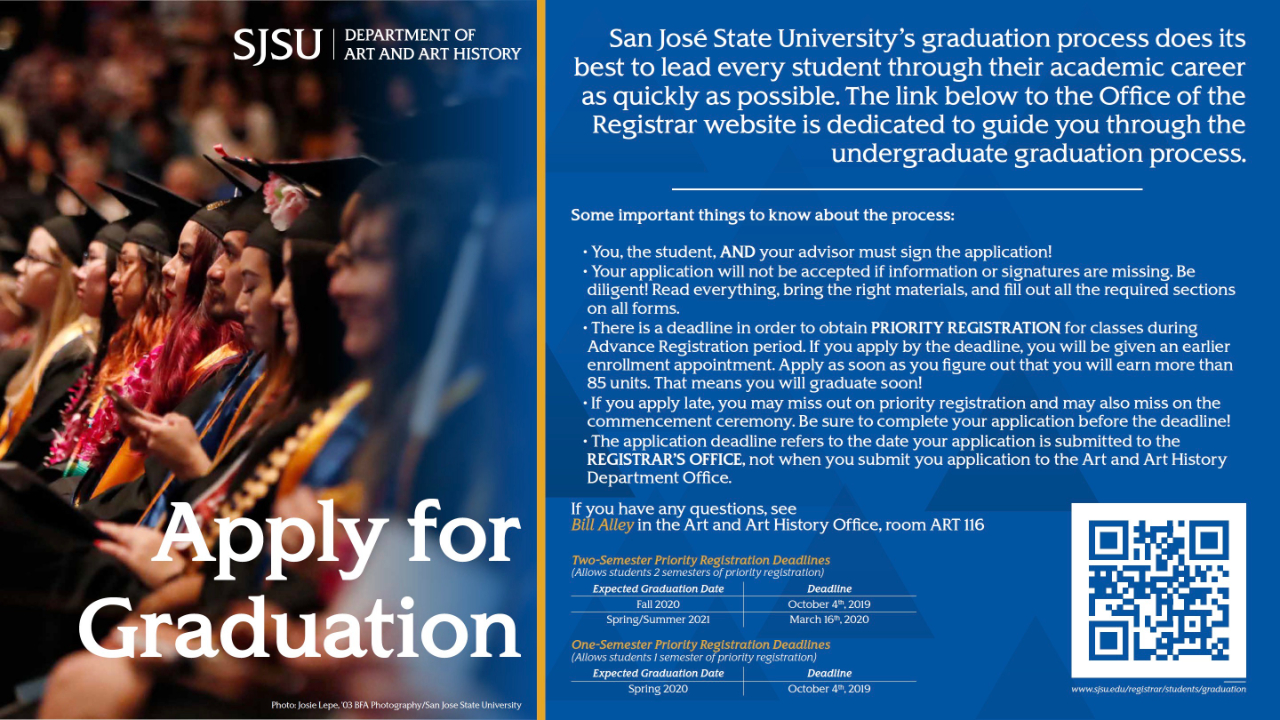 SJSU | DEPARTMENT OF
ART AND ART HISTORY
Apply for
Graduation
Photo: Josie Lepe, '03 BFA Photography/San Jose State University
San José State University's graduation process does its
best to lead every student through their academic career
as quickly as possible. The link below to the Office of the
Registrar website is dedicated to guide you through the
undergraduate graduation process.
Some important things to know about the process:
• You, the student, AND your advisor must sign the application!
• Your application will not be accepted if information or signatures are missing. Be
diligent! Read everything, bring the right materials, and fill out all the required sections
on all forms.
• There is a deadline in order to obtain PRIORITY REGISTRATION for classes during
Advance Registration period. If you apply by the deadline, you will be given an earlier
enrollment appointment. Apply as soon as you figure out that you will earn more than
85 units. That means you will graduate soon!
• If you apply late, you may miss out on priority registration and may also miss on the
commencement ceremony. Be sure to complete your application before the deadline!
• The application deadline refers to the date your application is submitted to the
REGISTRAR'S OFFICE, not when you submit you application to the Art and Art History
Department Office.
If you have any questions, see
Bill Alley in the Art and Art History Office, room ART 116
Two-Semester Priority Registration Deadlines
(Allows students 2 semesters of priority registration)
Expected Graduation Date Deadline
Fall 2020 October 4th, 2019
Spring/Summer 2021 March 16th, 2020
One-Semester Priority Registration Deadlines
(Allows students 1 semester of priority registration)
Expected Graduation Date Deadline
Spring 2020 October 4th, 2019
www.sjsu.edu/registrar/students/graduation